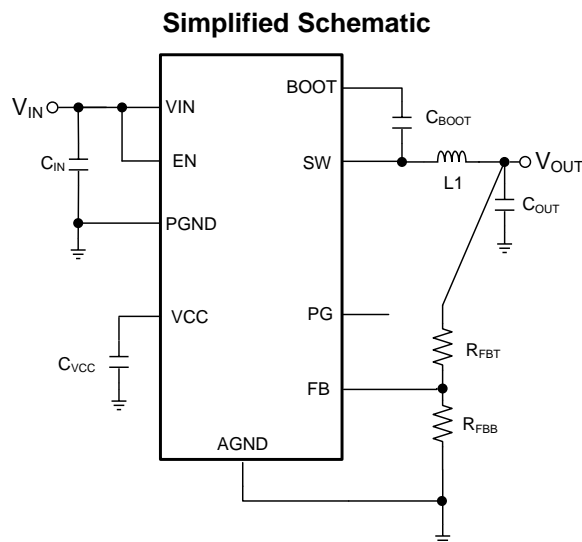 Simplified Schematic
BOOT
VIN
VIN
CBOOT
CIN
EN
SW
VOUT
L1
COUT
PGND
VCC
PG
CVCC
RFBT
FB
RFBB
AGND